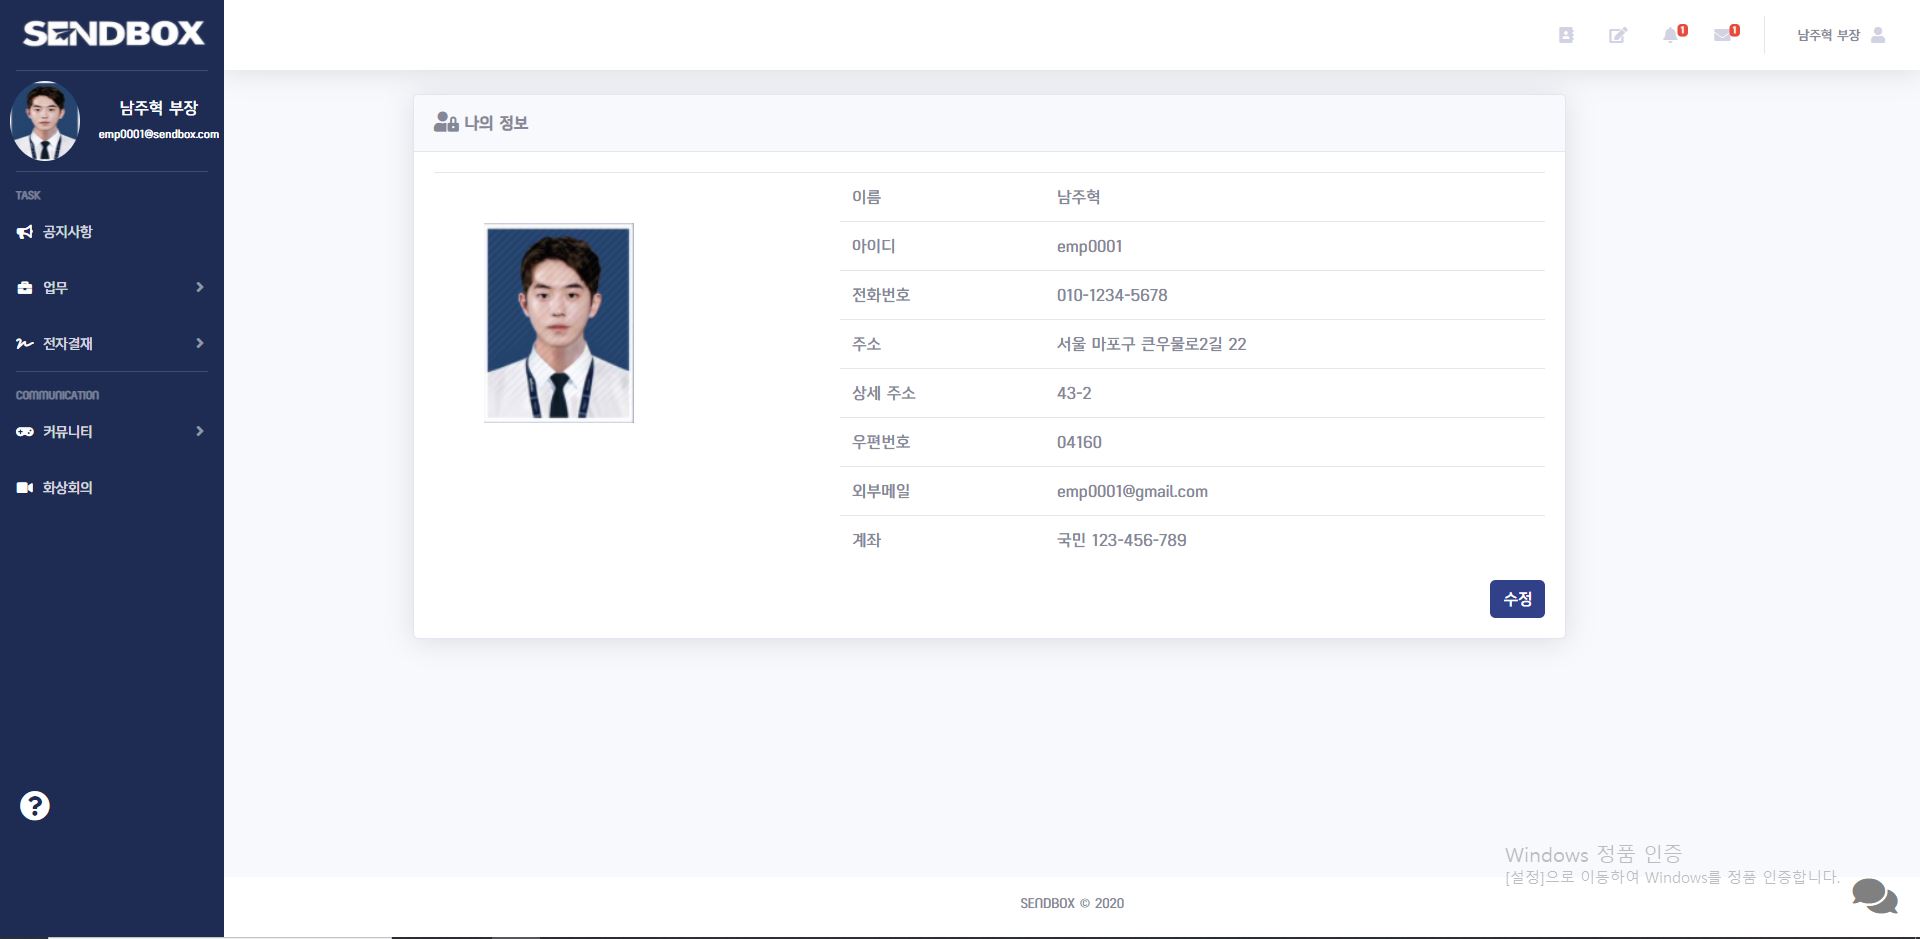 SENDBOX
남주혁 부장
emp0001@sendbox.com
TASK
공지사항
업무
전자결재
COMMUNICATION
커뮤니티
화상회의
?
1
1
남주혁 부장
나의 정보
이름 남주혁
아이디 emp0001
전화번호 010-1234-5678
주소 서울 마포구 큰우물로2길 22
상세 주소 43-2
우편번호 04160
외부메일 emp0001@gmail.com
계좌 국민 123-456-789
수정
Windows 정품 인증
[설정]으로 이동하여 Windows를 정품 인증합니다.
SENDBOX © 2020